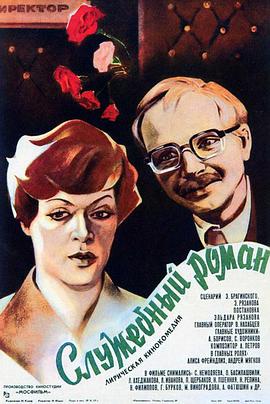 ИРЕКТОР
Служебный роман
ЛИРИЧЕСКАЯ КИНОКОМЕДИЯ
СЦЕНАРИЙ Э. БРАГИНСКОГО
Э. РЯЗАНОВА
ПОСТАНОВКА
ЭЛЬДАРА РЯЗАНОВА
ГЛАВНЫЙ ОПЕРАТОР В. НАХАБЦЕВ
ГЛАВНЫЕ ХУДОЖНИКИ
А. БОРИСОВ, С. ВОРОНКОВ
КОМПОЗИТОР А. ПЕТРОВ
В ГЛАВНЫХ РОЛЯХ:
АЛИСА ФРЕЙНДЛИХ, АНДРЕЙ МЯГКОВ
В ФИЛЬМЕ СНИМАЛИСЬ: С. НЕМОЛЯЕВА, О. БАСИЛАШВИЛИ,
Л. АХЕДЖАКОВА, Л. ИВАНОВА, П. ЩЕРБАКОВ, Н. ПШЕННАЯ, Н. РЕПИНА,
В. ФИЛИППОВ, Г. БУРКОВ, М. ВИНОГРАДОВА, А. ФАТЮШИН И ДР.
ПРОИЗВОДСТВО КИНОСТУДИИ
«МОСФИЛЬМ»